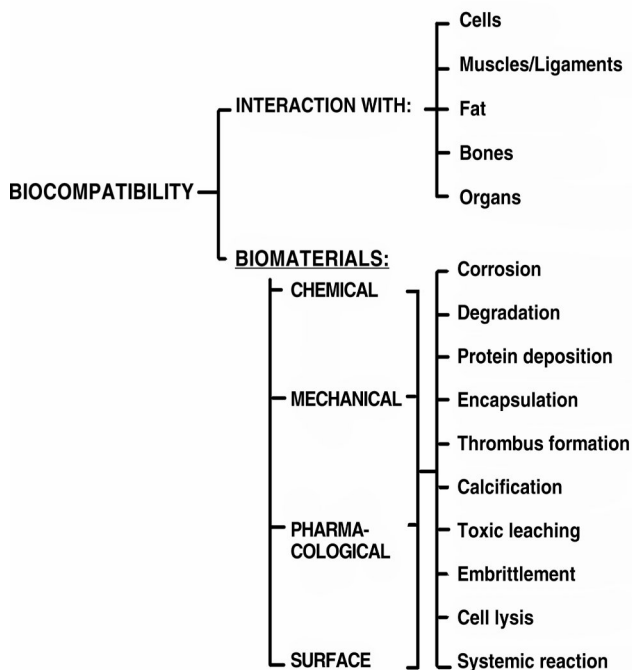 BIOCOMPATIBILITY
INTERACTION WITH:
Cells
Muscles/Ligaments
Fat
Bones
Organs
BIOMATERIALS:
CHEMICAL
MECHANICAL
PHARMA-
COLOGICAL
SURFACE
Corrosion
Degradation
Protein deposition
Encapsulation
Thrombus formation
Calcification
Toxic leaching
Embrittlement
Cell lysis
Systemic reaction